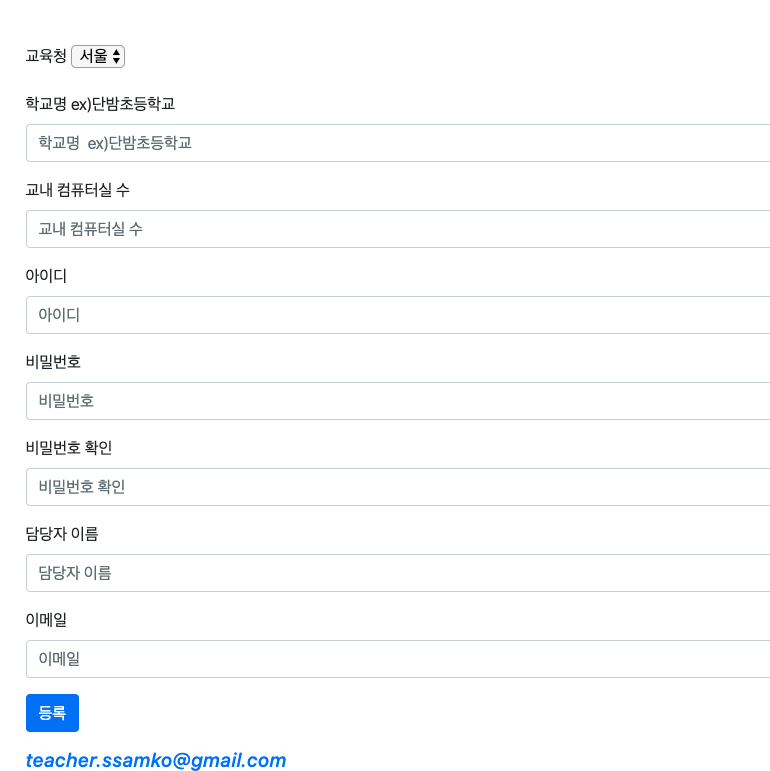 교육청 서울
학교명 ex)단밤초등학교
학교명  ex)단밤초등학교
교내 컴퓨터실 수
교내 컴퓨터실 수
아이디
아이디
비밀번호
비밀번호
비밀번호 확인
비밀번호 확인
담당자 이름
담당자 이름
이메일
이메일
등록
teacher.ssamko@gmail.com